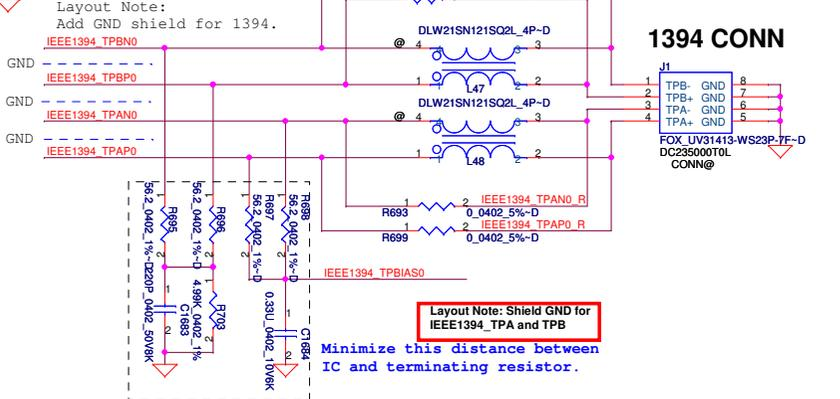 Layout Note:
Add GND shield for 1394.
IEEE1394_TPBN0
GND
IEEE1394_TPBP0
GND
IEEE1394_TPAN0
GND
IEEE1394_TPAP0
DLW21SN121SQ2L_4P~D
@ 4 3
1 2
L47
DLW21SN121SQ2L_4P~D
@ 4 3
1 2
L48
1394 CONN
J1
1 TPB- GND 8
2 TPB+ GND 7
3 TPA- GND 6
4 TPA+ GND 5
FOX_UV31413-WS23P-7F~D
DC235000T0L
CONN@
R693 2 IEEE1394_TPAN0_R
0_0402_5%~D
R699 2 IEEE1394_TPAP0_R
0_0402_5%~D
56.2_0402_1%~D
R695
56.2_0402_1%~D
R696
56.2_0402_1%~D
R697
56.2_0402_1%~D
R698
IEEE1394_TPBIAS0
220P_0402_50V8K
C1683
4.99K_0402_1%
R703
0.33U_0402_10V6K
C1684
Layout Note: Shield GND for
IEEE1394_TPA and TPB
Minimize this distance between
IC and terminating resistor.